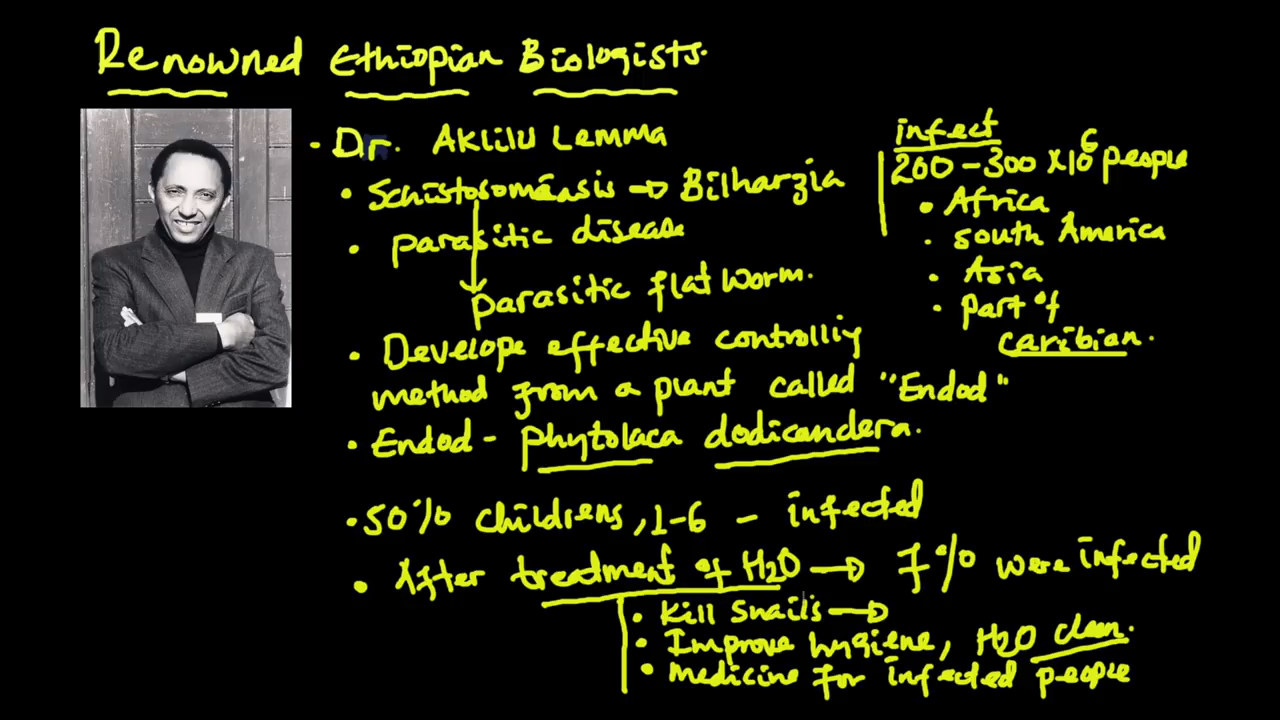 Renowned Ethiopian Biologists.
• Dr. Aklilu Lemma
• Schistosomeasis → Bilharzia
• parasitic disease
parasitic flat worm.
• Develope effective controlliy
method from a plant called "Endod"
• Endod - phytolaca dodicandera.
• 50% childrens, 1-6 - infected
• After treatment of H2O → 7% were infected
• Kill Snails →
• Improve hygiene, H2O clean.
• Medicine for infected people
infect
200 - 300 x10⁶ people
• Africa
• south America
• Asia
• part of
caribian.